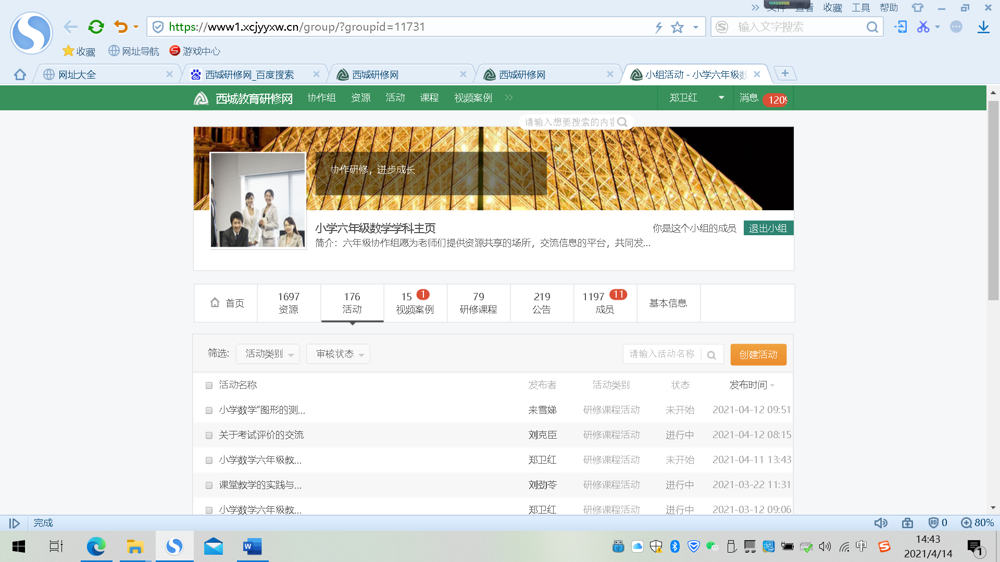 文件 查看 收藏 工具 帮助
https://www1.xcjyyxw.cn/group/?groupid=11731
输入文字搜索
收藏 网址导航 游戏中心
网址大全 西城研修网_百度搜索 西城研修网 西城研修网 小组活动 - 小学六年级数
西城教育研修网 协作组 资源 活动 课程 视频案例 郑卫红 消息 1209
请输入想要搜索的内容
协作研修，进步成长
小学六年级数学学科主页 你是这个小组的成员 退出小组
简介：六年级协作组愿为老师们提供资源共享的场所，交流信息的平台，共同发...
首页
1697 资源
176 活动
15 1 视频案例
79 研修课程
219 公告
1197 11 成员
基本信息
筛选: 活动类别 审核状态 请输入活动名称 创建活动
活动名称 发布者 活动类别 状态 发布时间
小学数学“图形的测... 来雪娣 研修课程活动 未开始 2021-04-12 09:51
关于考试评价的交流 刘克臣 研修课程活动 进行中 2021-04-12 08:15
小学数学六年级教... 郑卫红 研修课程活动 未开始 2021-04-11 13:43
课堂教学的实践与... 刘劲苓 研修课程活动 进行中 2021-03-22 11:31
小学数学六年级教... 郑卫红 研修课程活动 进行中 2021-03-12 09:06
完成 0 80%
中 14:43
2021/4/14 1